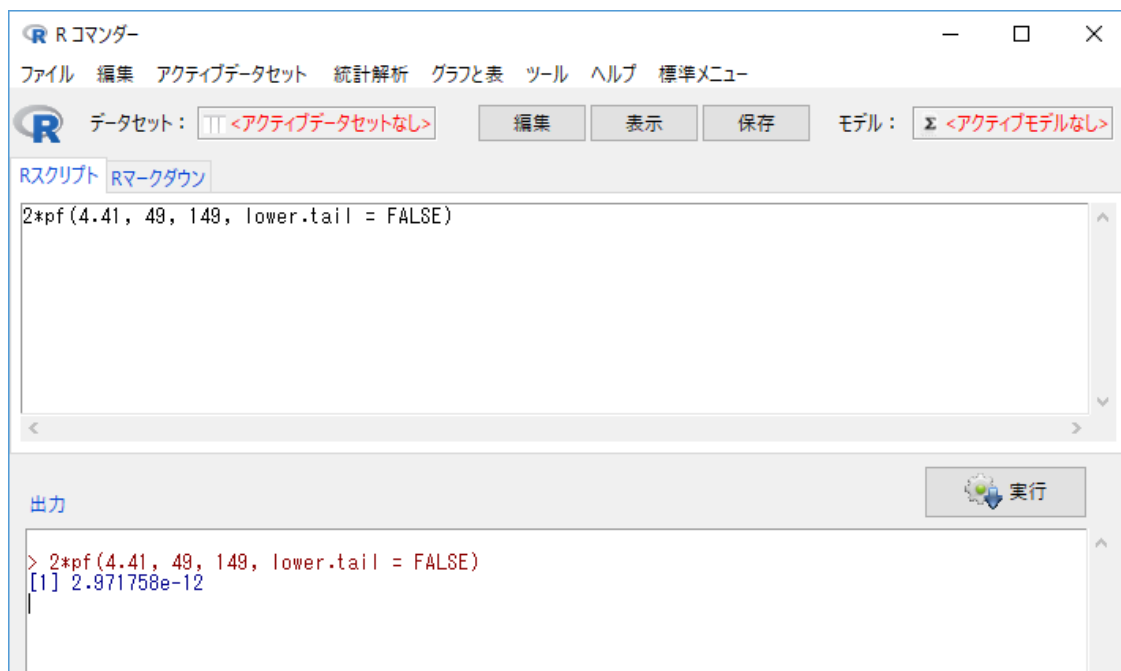 R コマンダー
ファイル 編集 アクティブデータセット 統計解析 グラフと表 ツール ヘルプ 標準メニュー
R データセット： <アクティブデータセットなし> 編集 表示 保存 モデル： Σ <アクティブモデルなし>
Rスクリプト Rマークダウン
2*pf(4.41, 49, 149, lower.tail = FALSE)
実行
出力
> 2*pf(4.41, 49, 149, lower.tail = FALSE)
[1] 2.971758e-12